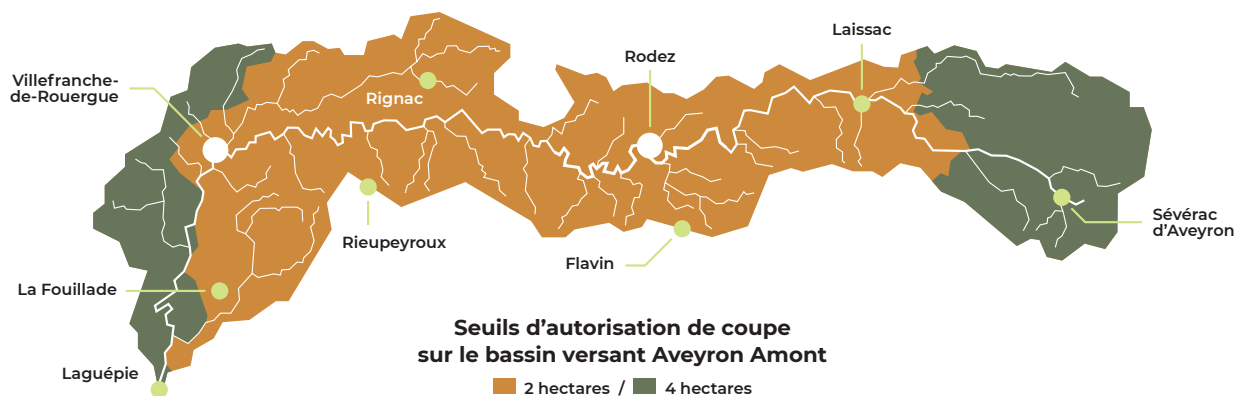 Laissac
Rodez
Villefranche-
de-Rouergue
Rignac
Sévérac
d’Aveyron
Rieupeyroux
Flavin
La Fouillade
Seuils d’autorisation de coupe
sur le bassin versant Aveyron Amont
Laguépie
2 hectares / 4 hectares